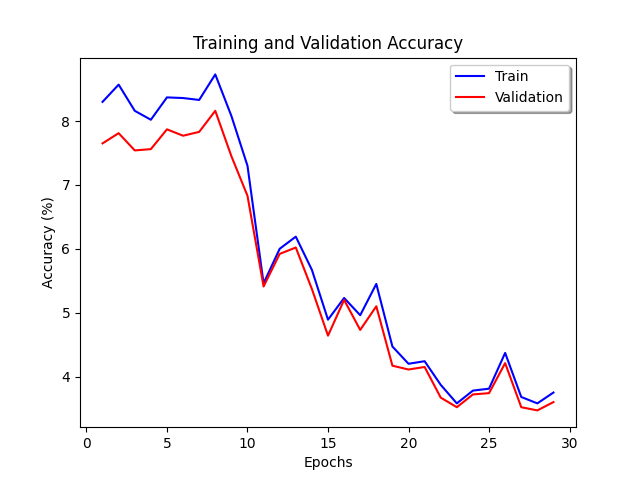 Training and Validation Accuracy
Train
Validation
Accuracy (%)
8
7
6
5
4
0 5 10 15 20 25 30
Epochs